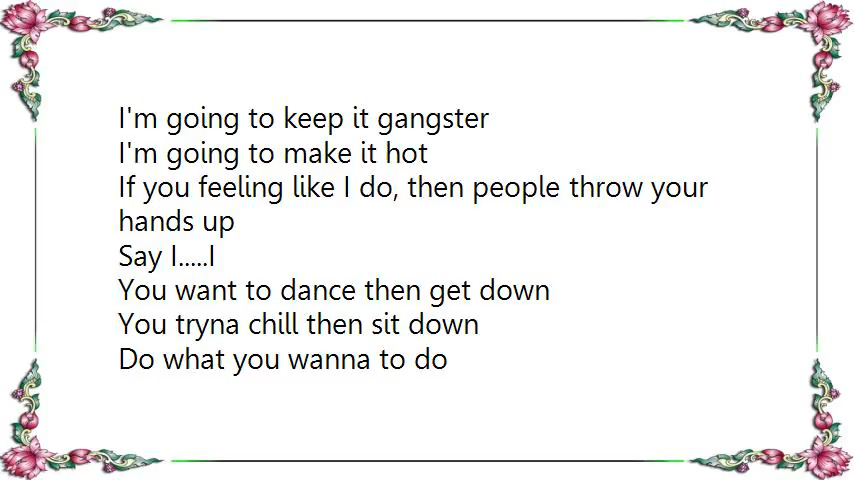 I'm going to keep it gangster
I'm going to make it hot
If you feeling like I do, then people throw your
hands up
Say I.....I
You want to dance then get down
You tryna chill then sit down
Do what you wanna to do